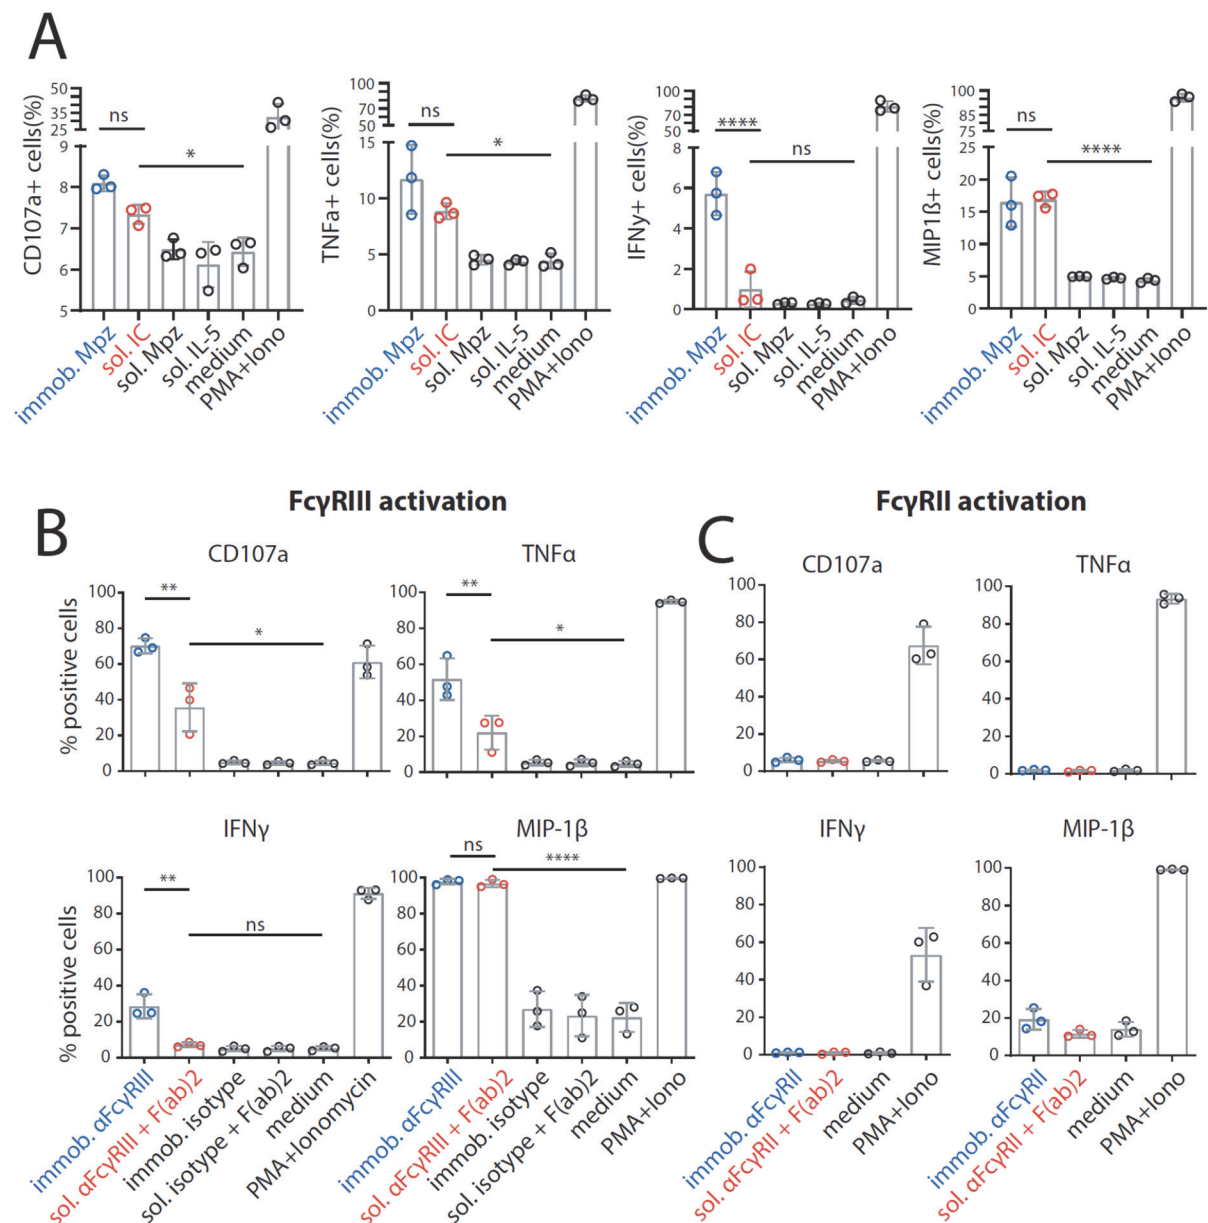 A
CD107a+ cells(%)
50
35
25
9
8
7
6
5
ns
*
immob. Mpz
sol. IC
sol. Mpz
sol. IL-5
medium
PMA+Iono
TNFa+ cells(%)
100
70
50
15
10
5
0
ns
*
immob. Mpz
sol. IC
sol. Mpz
sol. IL-5
medium
PMA+Iono
IFNy+ cells(%)
100
70
50
8
6
4
2
0
****
ns
immob. Mpz
sol. IC
sol. Mpz
sol. IL-5
medium
PMA+Iono
MIP1ß+ cells(%)
100
85
75
25
20
15
10
5
0
ns
****
immob. Mpz
sol. IC
sol. Mpz
sol. IL-5
medium
PMA+Iono
FcγRIII activation
B
CD107a
% positive cells
100
80
60
40
20
0
**
*
TNFα
100
80
60
40
20
0
**
*
IFNγ
% positive cells
100
80
60
40
20
0
**
ns
immob. αFcγRIII
sol. αFcγRIII + F(ab)2
immob. isotype
sol. isotype + F(ab)2
medium
PMA+Ionomycin
MIP-1β
100
80
60
40
20
0
ns
****
immob. αFcγRIII
sol. αFcγRIII + F(ab)2
immob. isotype
sol. isotype + F(ab)2
medium
PMA+Iono
FcγRII activation
C
CD107a
100
80
60
40
20
0
TNFα
100
80
60
40
20
0
IFNγ
100
80
60
40
20
0
immob. αFcγRII
sol. αFcγRII + F(ab)2
medium
PMA+Iono
MIP-1β
100
80
60
40
20
0
immob. αFcγRII
sol. αFcγRII + F(ab)2
medium
PMA+Iono